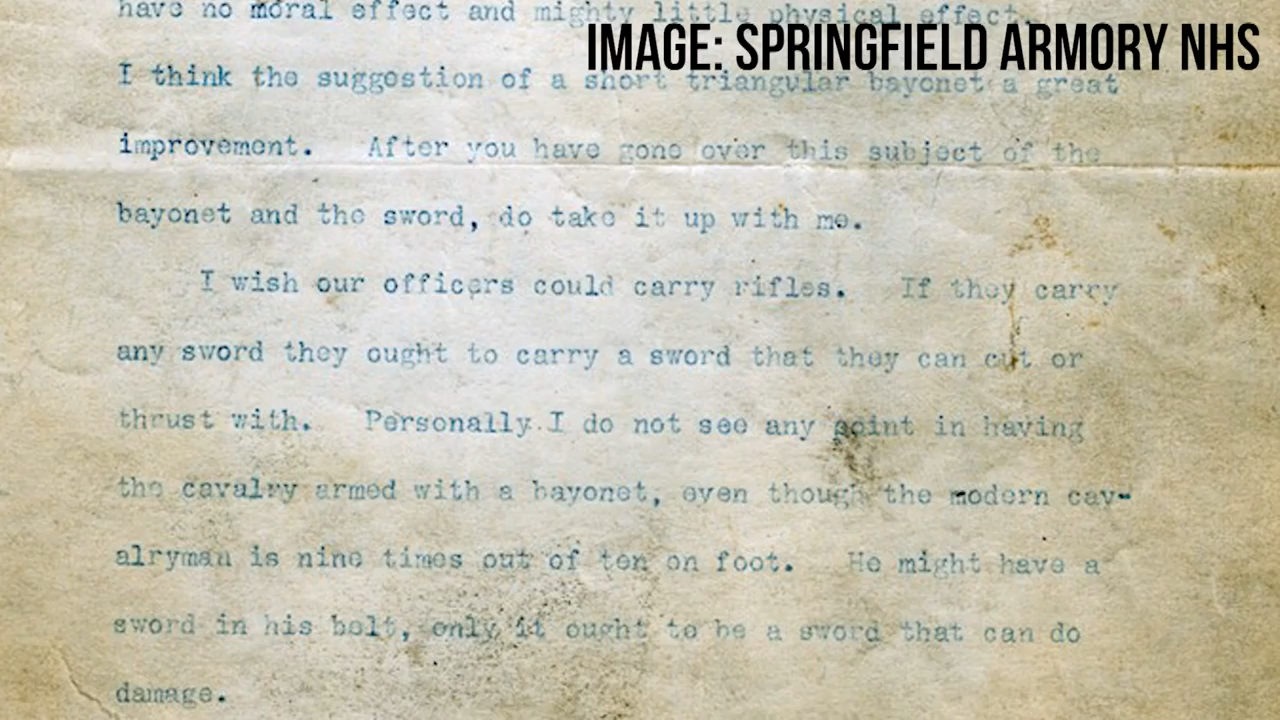 have no moral effect and mighty little physical effect.
IMAGE: SPRINGFIELD ARMORY NHS
I think the suggestion of a short triangular bayonet a great
improvement. After you have gone over this subject of the
bayonet and the sword, do take it up with me.
I wish our officers could carry rifles. If they carry
any sword they ought to carry a sword that they can cut or
thrust with. Personally I do not see any point in having
the cavalry armed with a bayonet, even though the modern cav-
alryman is nine times out of ten on foot. He might have a
sword in his belt, only it ought to be a sword that can do
damage.